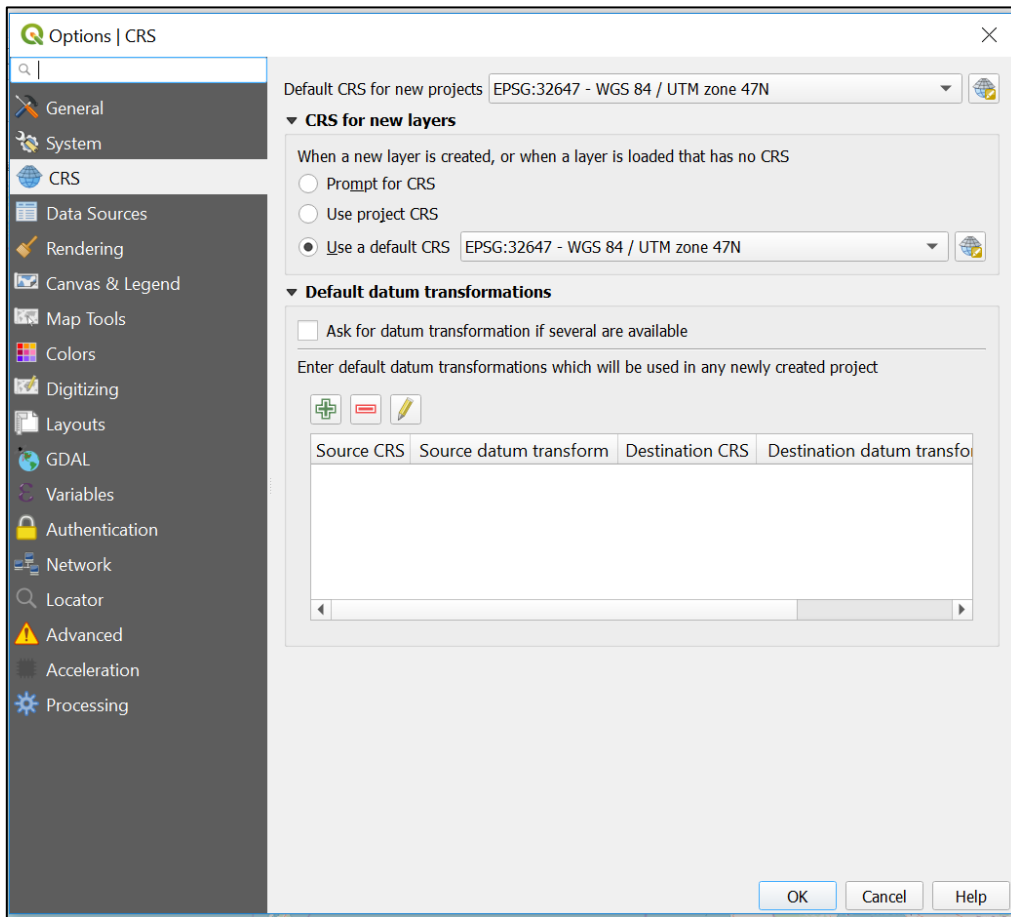 Options | CRS
General
System
CRS
Data Sources
Rendering
Canvas & Legend
Map Tools
Colors
Digitizing
Layouts
GDAL
Variables
Authentication
Network
Locator
Advanced
Acceleration
Processing
Default CRS for new projects EPSG:32647 - WGS 84 / UTM zone 47N
CRS for new layers
When a new layer is created, or when a layer is loaded that has no CRS
Prompt for CRS
Use project CRS
Use a default CRS EPSG:32647 - WGS 84 / UTM zone 47N
Default datum transformations
Ask for datum transformation if several are available
Enter default datum transformations which will be used in any newly created project
Source CRS Source datum transform Destination CRS Destination datum transfo
OK Cancel Help